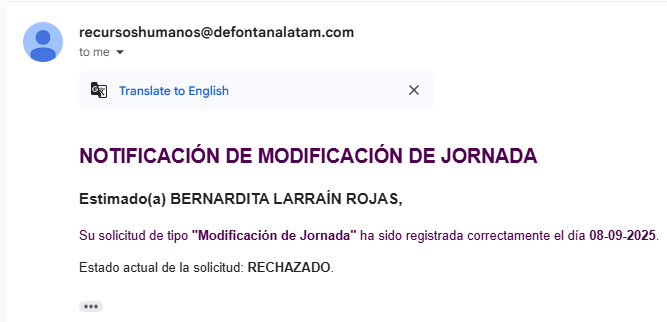 recursoshumanos@defontanalatam.com
to me
Translate to English
NOTIFICACIÓN DE MODIFICACIÓN DE JORNADA
Estimado(a) BERNARDITA LARRAÍN ROJAS,
Su solicitud de tipo "Modificación de Jornada" ha sido registrada correctamente el día 08-09-2025.
Estado actual de la solicitud: RECHAZADO.